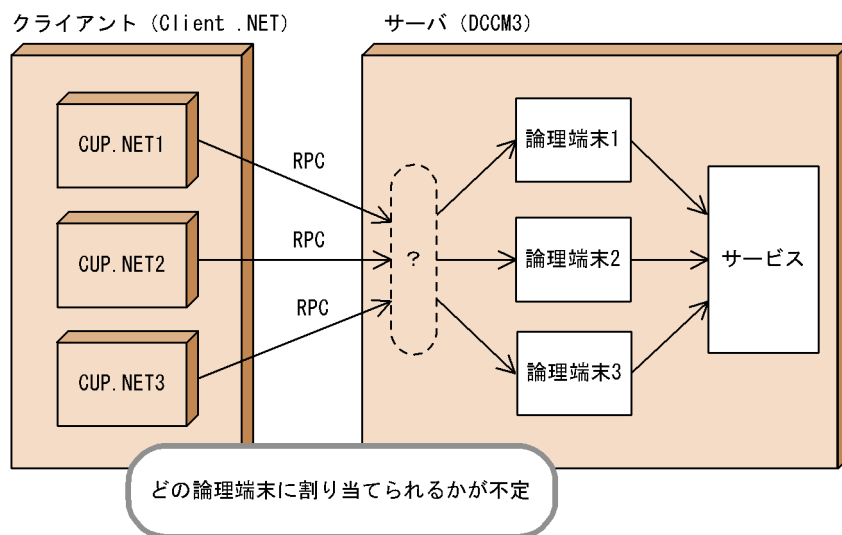 クライアント(Client .NET)
サーバ(DCCM3)
CUP.NET1
RPC
論理端末1
CUP.NET2
RPC
?
論理端末2
サービス
CUP.NET3
RPC
論理端末3
どの論理端末に割り当てられるかが不定